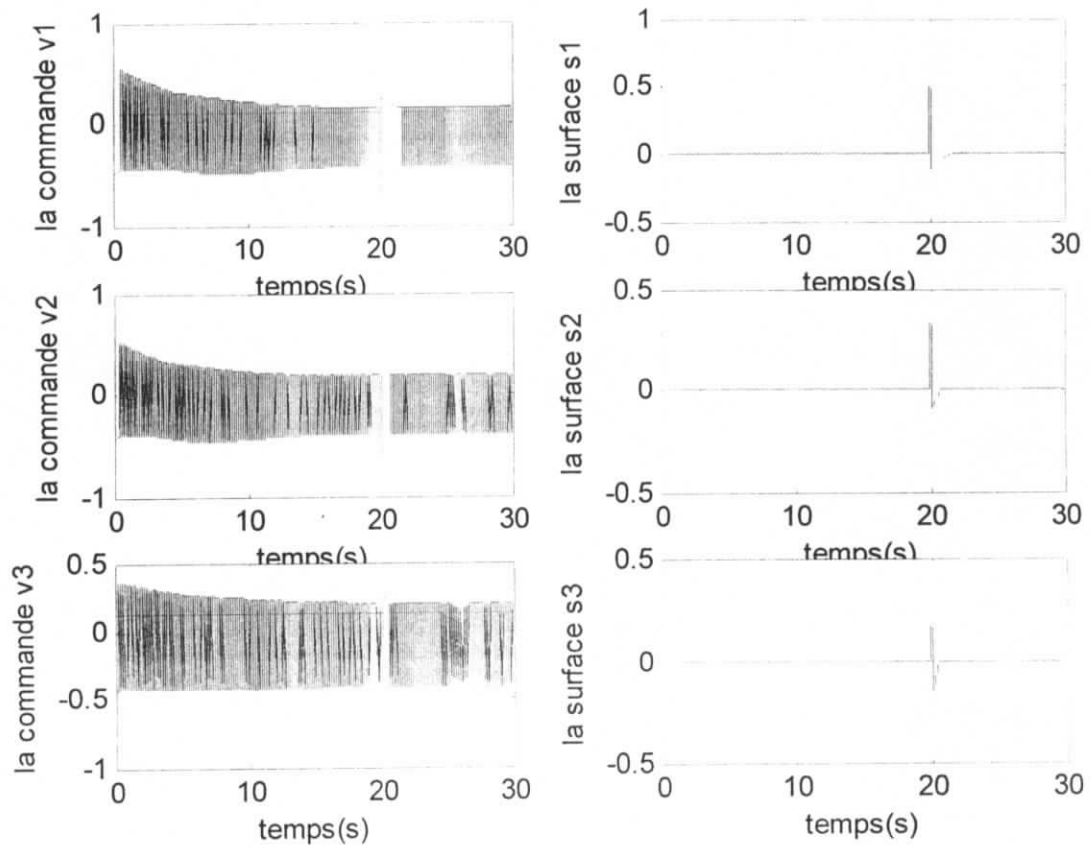 la commande v1
1
0
-1
0 10 20 30
temps(s)
la surface s1
1
0.5
0
-0.5
0 10 20 30
temps(s)
la commande v2
1
0
-1
0 10 20 30
temps(s)
la surface s2
0.5
0
-0.5
0 10 20 30
temps(s)
la commande v3
0.5
0
-0.5
-1
0 10 20 30
temps(s)
la surface s3
0.5
0
-0.5
0 10 20 30
temps(s)